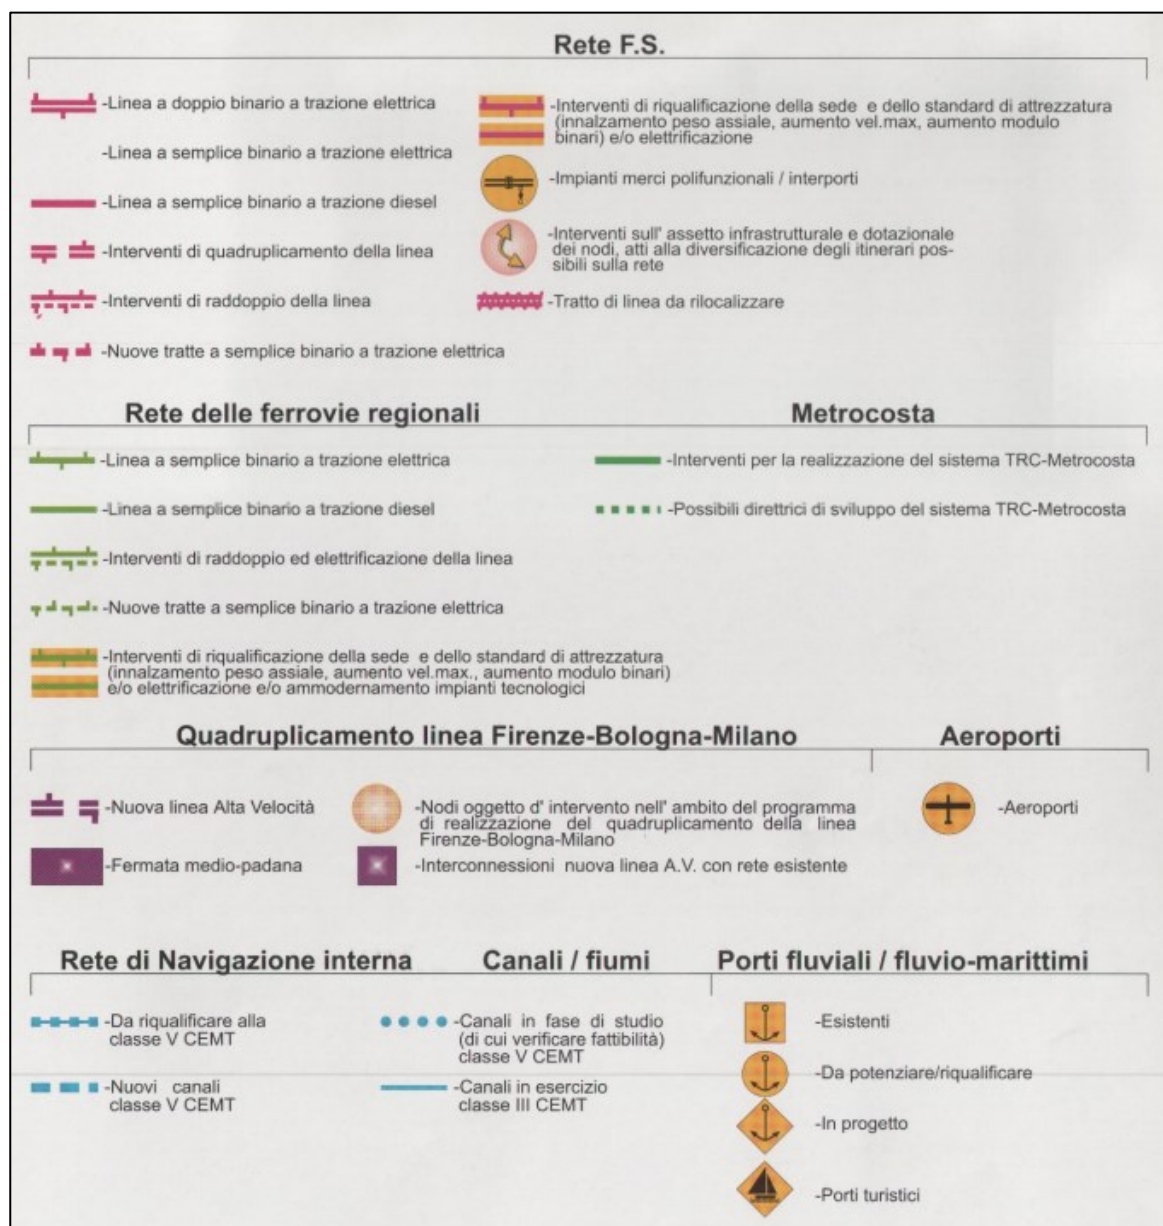 Rete F.S.
-Linea a doppio binario a trazione elettrica
-Linea a semplice binario a trazione elettrica
-Linea a semplice binario a trazione diesel
-Interventi di quadruplicamento della linea
-Interventi di raddoppio della linea
-Nuove tratte a semplice binario a trazione elettrica
-Interventi di riqualificazione della sede e dello standard di attrezzatura
(innalzamento peso assiale, aumento vel.max, aumento modulo
binari) e/o elettrificazione
-Impianti merci polifunzionali / interporti
-Interventi sull' assetto infrastrutturale e dotazionale
dei nodi, atti alla diversificazione degli itinerari pos-
sibili sulla rete
-Tratto di linea da rilocalizzare
Rete delle ferrovie regionali
-Linea a semplice binario a trazione elettrica
-Linea a semplice binario a trazione diesel
-Interventi di raddoppio ed elettrificazione della linea
-Nuove tratte a semplice binario a trazione elettrica
-Interventi di riqualificazione della sede e dello standard di attrezzatura
(innalzamento peso assiale, aumento vel.max., aumento modulo binari)
e/o elettrificazione e/o ammodernamento impianti tecnologici
Metrocosta
-Interventi per la realizzazione del sistema TRC-Metrocosta
-Possibili direttrici di sviluppo del sistema TRC-Metrocosta
Quadruplicamento linea Firenze-Bologna-Milano
-Nuova linea Alta Velocità
-Fermata medio-padana
-Nodi oggetto d' intervento nell' ambito del programma
di realizzazione del quadruplicamento della linea
Firenze-Bologna-Milano
-Interconnessioni nuova linea A.V. con rete esistente
Aeroporti
-Aeroporti
Rete di Navigazione interna
-Da riqualificare alla
classe V CEMT
-Nuovi canali
classe V CEMT
Canali / fiumi
-Canali in fase di studio
(di cui verificare fattibilità)
classe V CEMT
-Canali in esercizio
classe III CEMT
Porti fluviali / fluvio-marittimi
-Esistenti
-Da potenziare/riqualificare
-In progetto
-Porti turistici